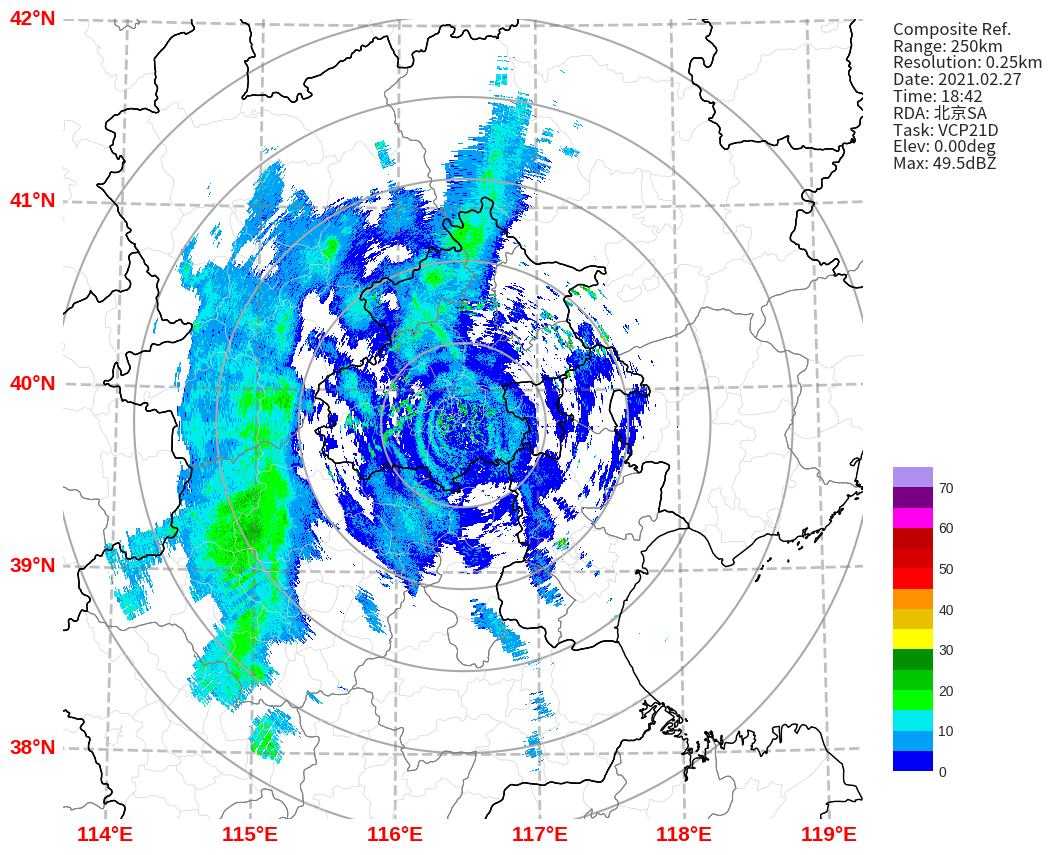 42°N
41°N
40°N
39°N
38°N
114°E
115°E
116°E
117°E
118°E
119°E
Composite Ref.
Range: 250km
Resolution: 0.25km
Date: 2021.02.27
Time: 18:42
RDA: 北京SA
Task: VCP21D
Elev: 0.00deg
Max: 49.5dBZ
70
60
50
40
30
20
10
0